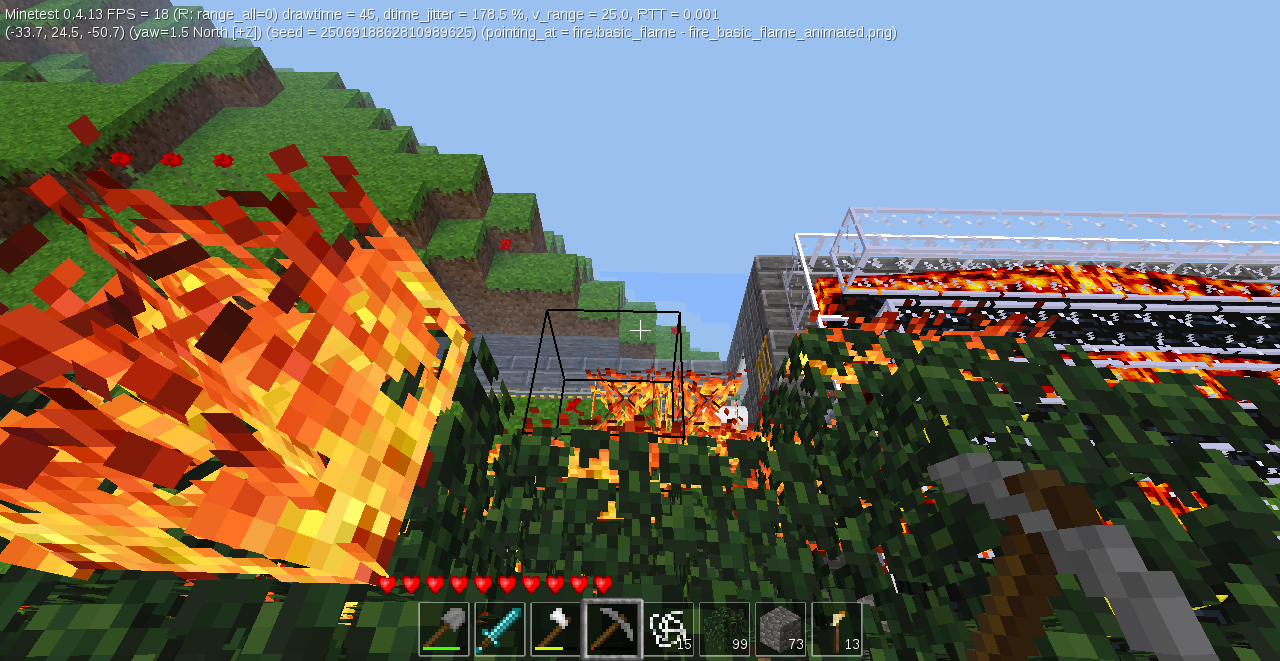 Minetest 0.4.13 FPS = 18 (R: range_all=0) drawtime = 45, dtime_jitter = 178.5 %, v_range = 25.0, RTT = 0.001
(-33.7, 24.5, -50.7) (yaw=1.5 North [+Z]) (seed = 2506918862810989625) (pointing_at = fire:basic_flame - fire_basic_flame_animated.png)
15 99 73 13